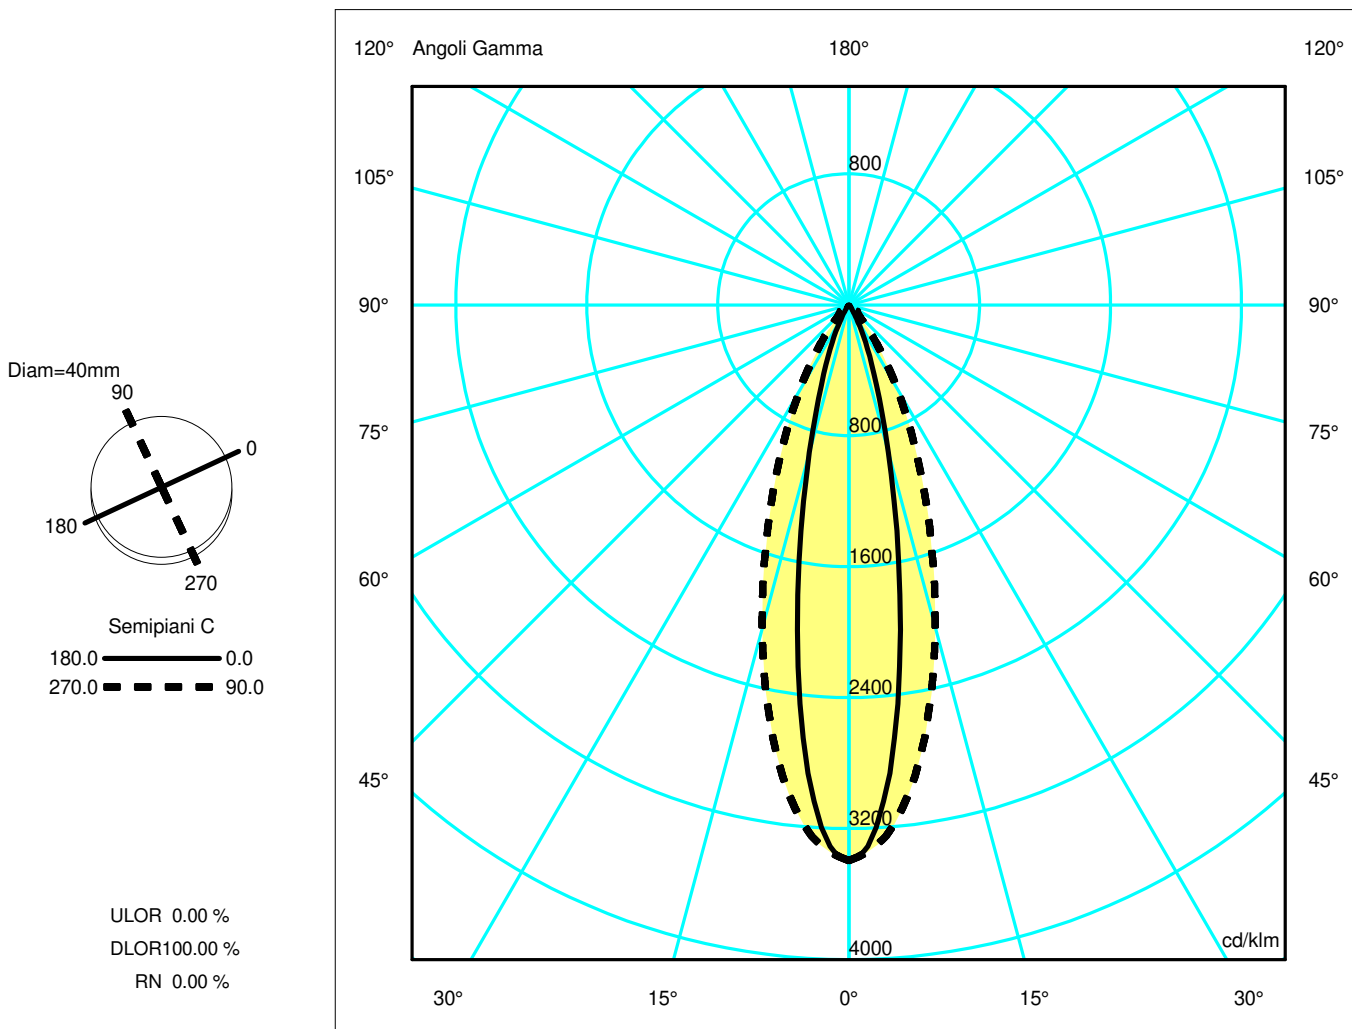 120° Angoli Gamma 180° 120°
800
105° 105°
90° 90°
Diam=40mm
90
0
180
270
800
75° 75°
1600
60° 60°
Semipiani C
180.0 0.0
270.0 90.0
2400
45° 45°
3200
ULOR 0.00 %
DLOR100.00 %
RN 0.00 %
cd/klm
4000
30° 15° 0° 15° 30°